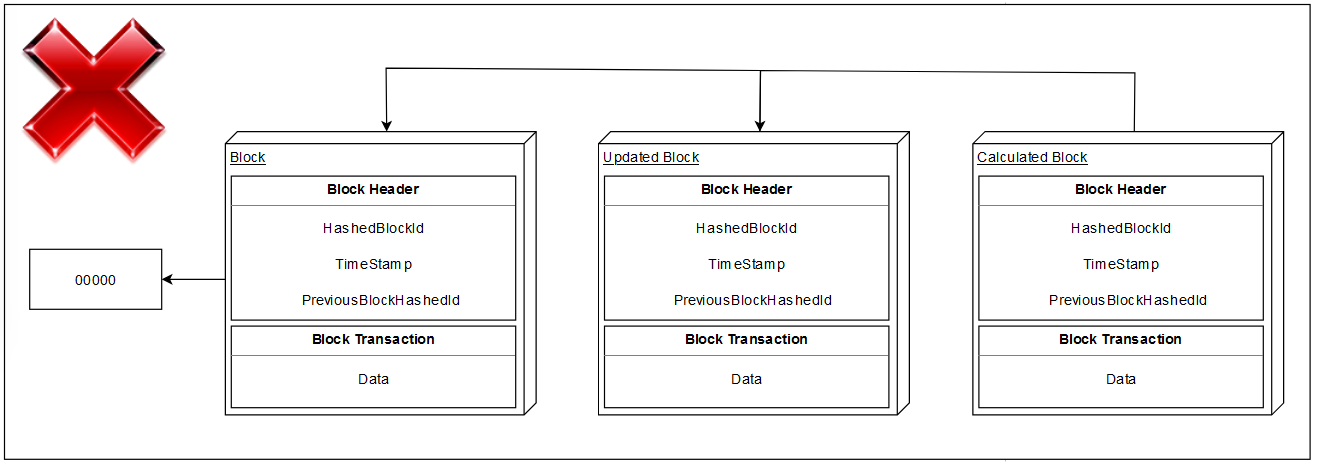 Block
Block Header
HashedBlockId
TimeStamp
PreviousBlockHashedId
Block Transaction
Data
00000
Updated Block
Block Header
HashedBlockId
TimeStamp
PreviousBlockHashedId
Block Transaction
Data
Calculated Block
Block Header
HashedBlockId
TimeStamp
PreviousBlockHashedId
Block Transaction
Data